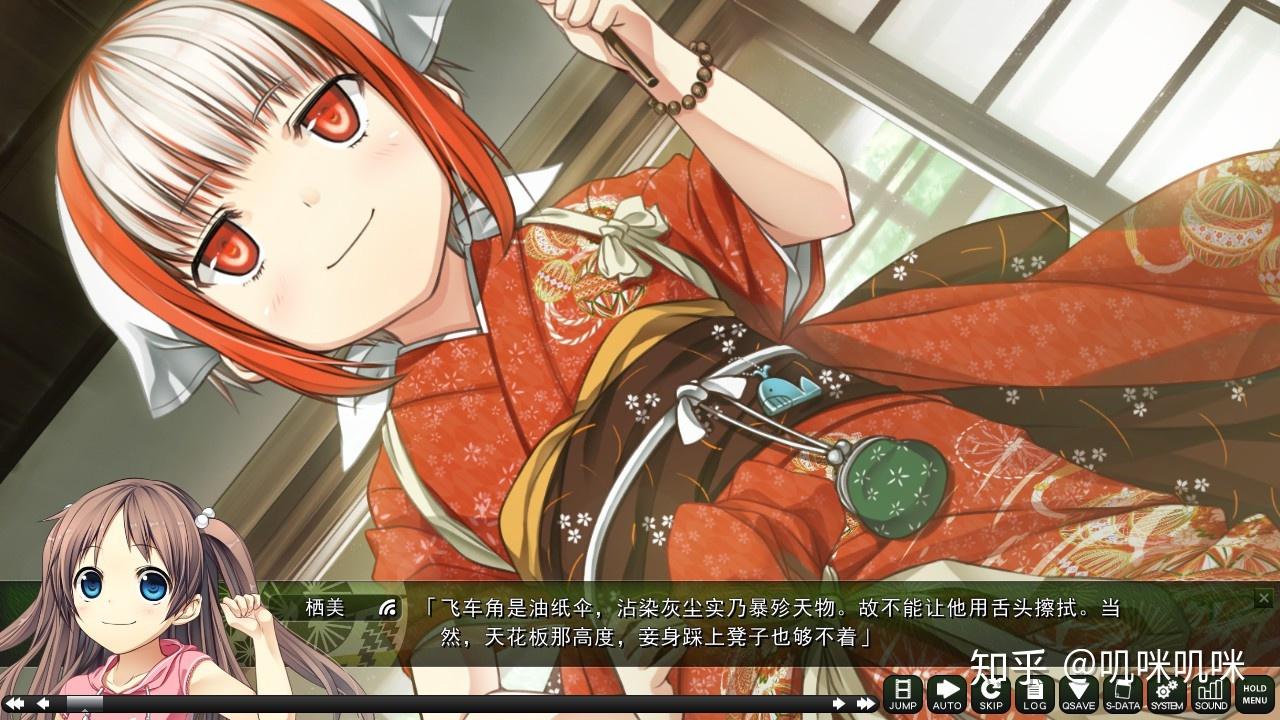 栖美
「飞车角是油纸伞，沾染灰尘实乃暴殄天物。故不能让他用舌头擦拭。当
然，天花板那高度，妾身踩上凳子也够不着」
知乎 @叽咪叽咪
JUMP
AUTO
SKIP
LOG
QSAVE
S-DATA
SYSTEM
SOUND
HOLD
MENU